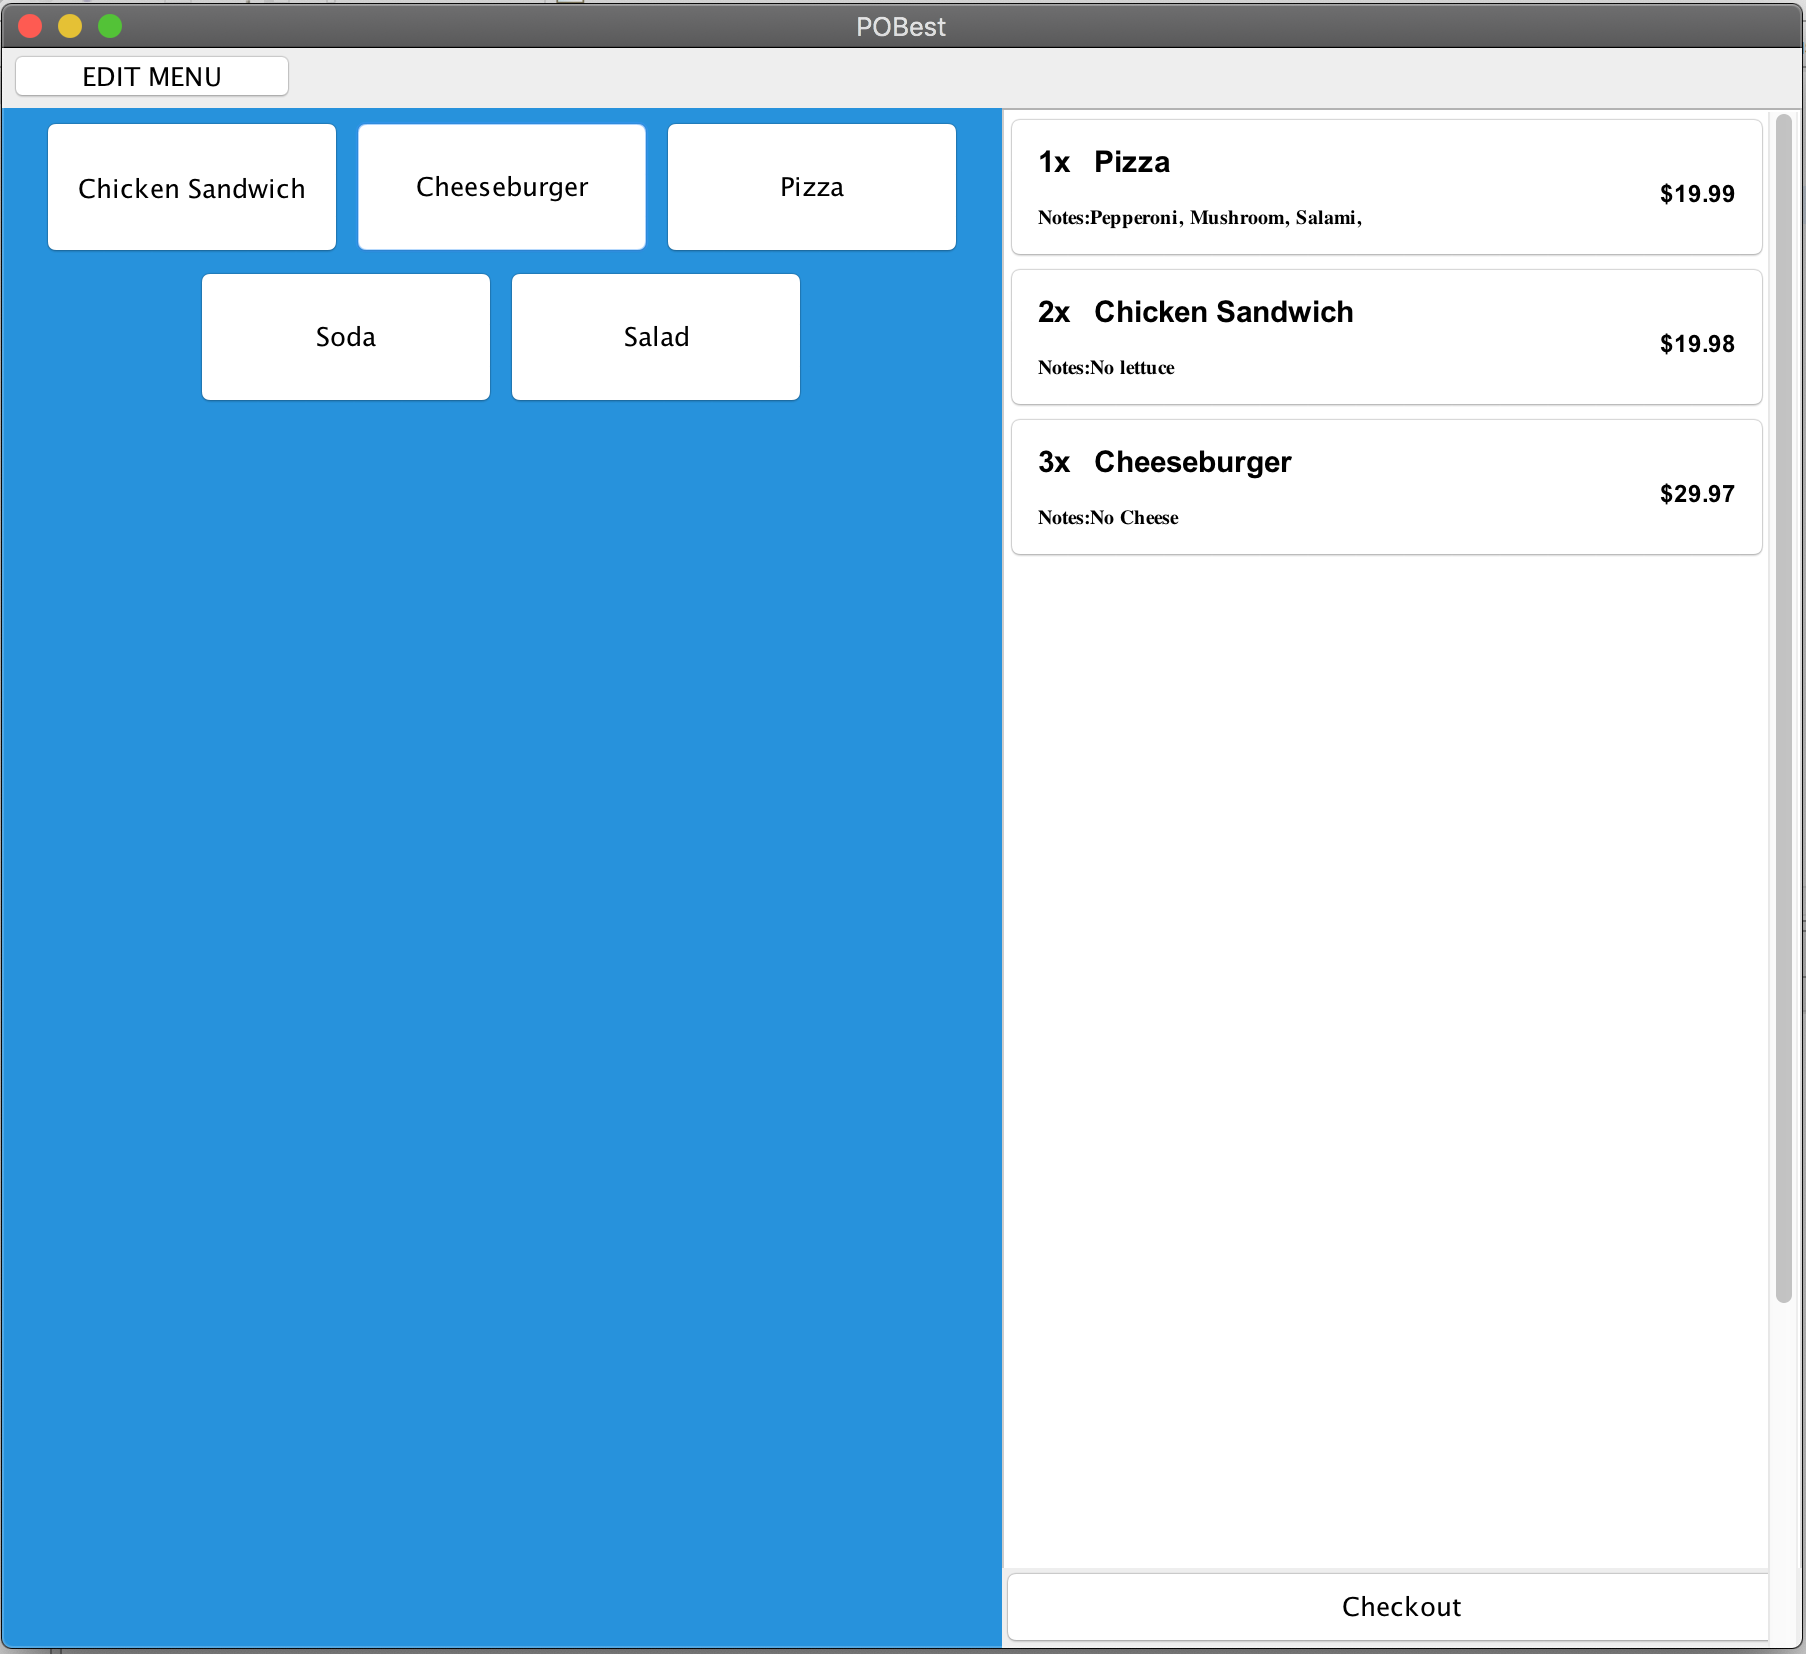 POBest
EDIT MENU
Chicken Sandwich
Cheeseburger
Pizza
Soda
Salad
1x Pizza
$19.99
Notes:Pepperoni, Mushroom, Salami,
2x Chicken Sandwich
$19.98
Notes:No lettuce
3x Cheeseburger
$29.97
Notes:No Cheese
Checkout